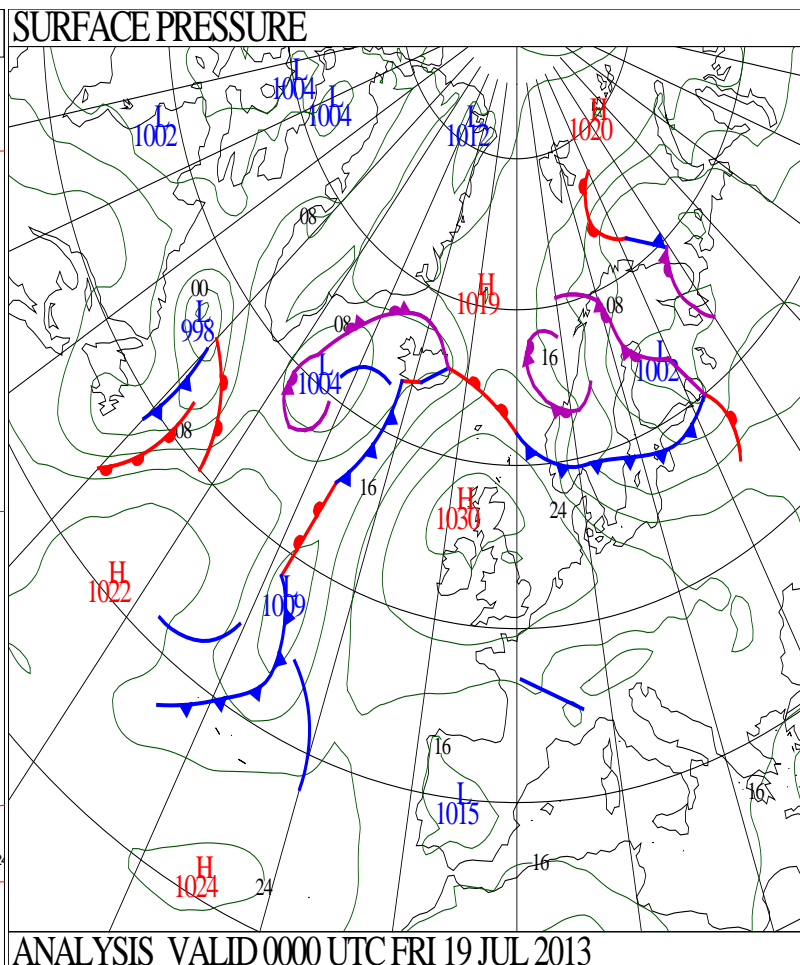 SURFACE PRESSURE
L
1004
L
1004
L
1002
L
1012
H
1020
08
00
L
998
H
1019
08
08
16
L
1002
L
1004
08
16
H
1030
24
H
1022
L
1009
16
L
1015
16
16
H
1024
24
ANALYSIS VALID 0000 UTC FRI 19 JUL 2013